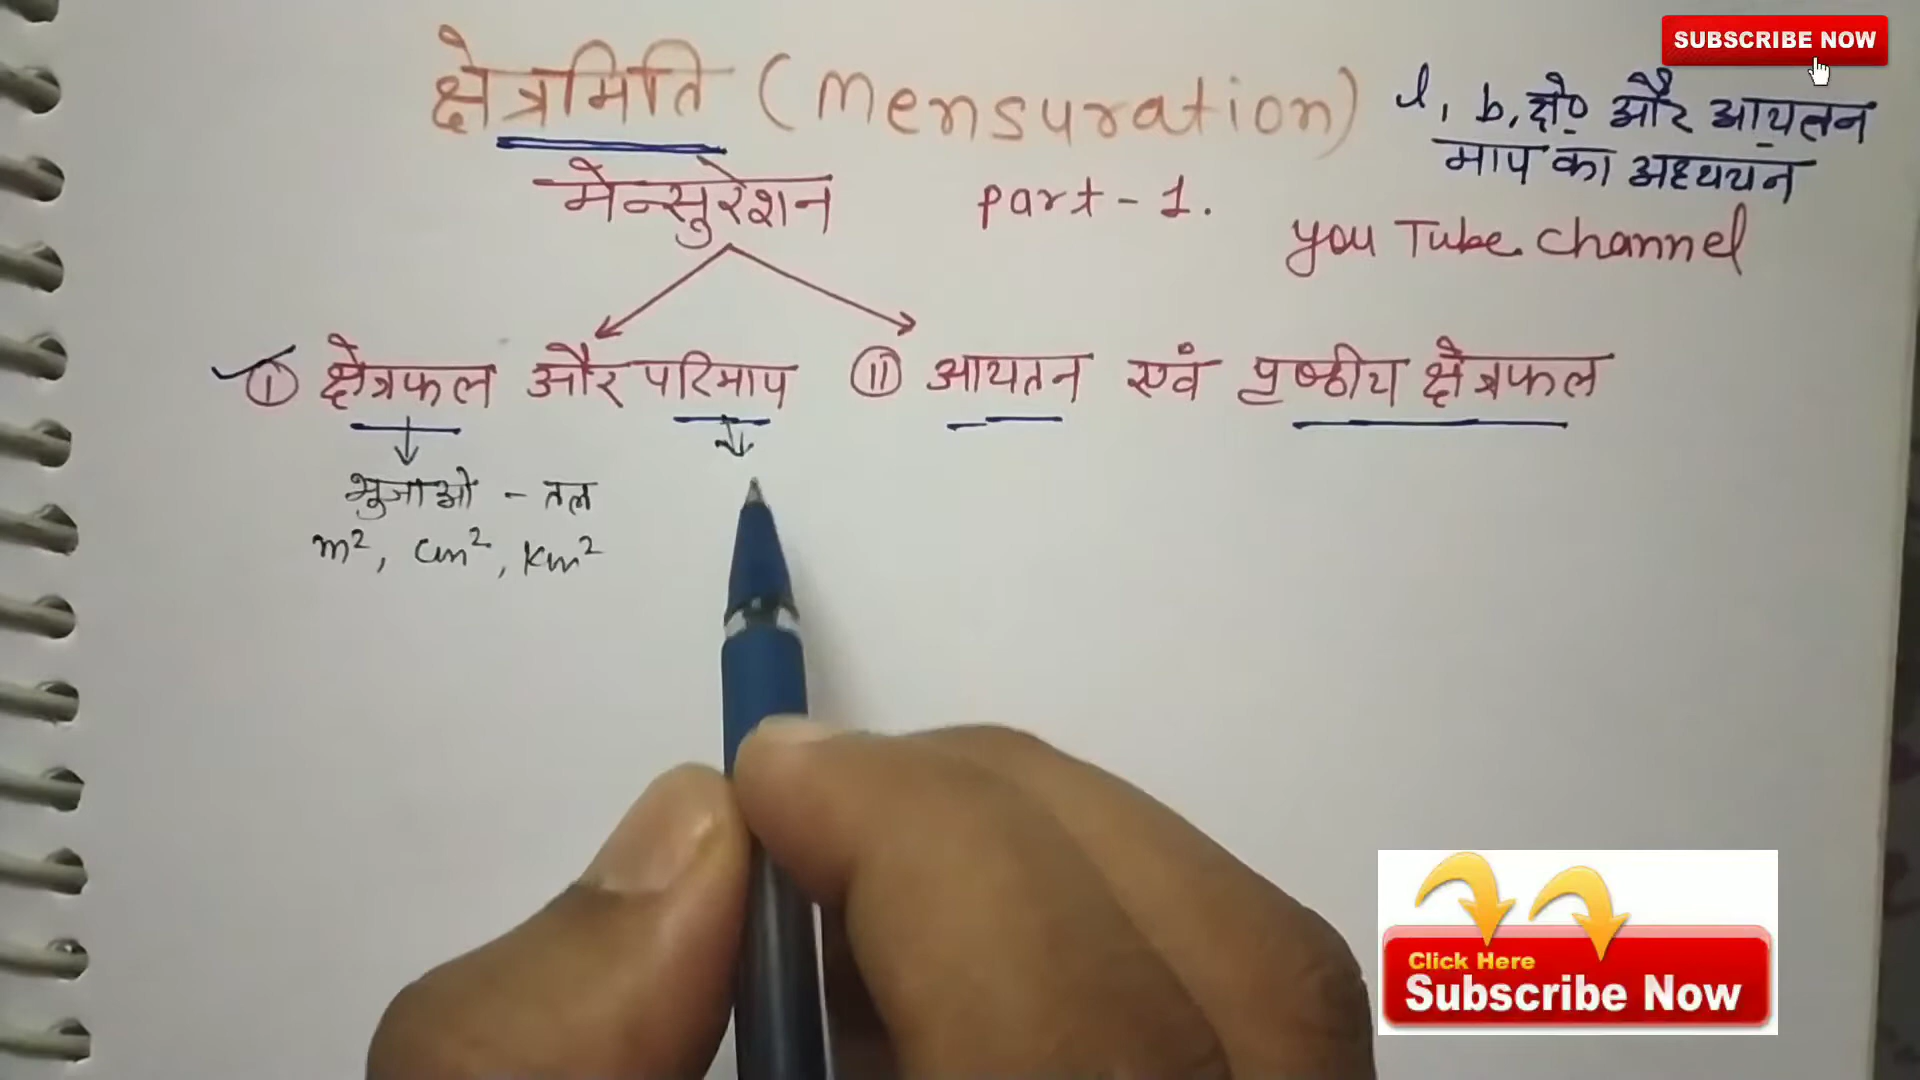 SUBSCRIBE NOW
क्षेत्रमिति (Mensuration)
l, b, क्षे० और आयतन
माप का अध्ययन
मेन्सुरेशन
part - 1.
you Tube channel
(i) क्षेत्रफल और परिमाप (ii) आयतन एवं पृष्ठीय क्षेत्रफल
भुजाओ - तल
m², cm², km²
Click Here
Subscribe Now